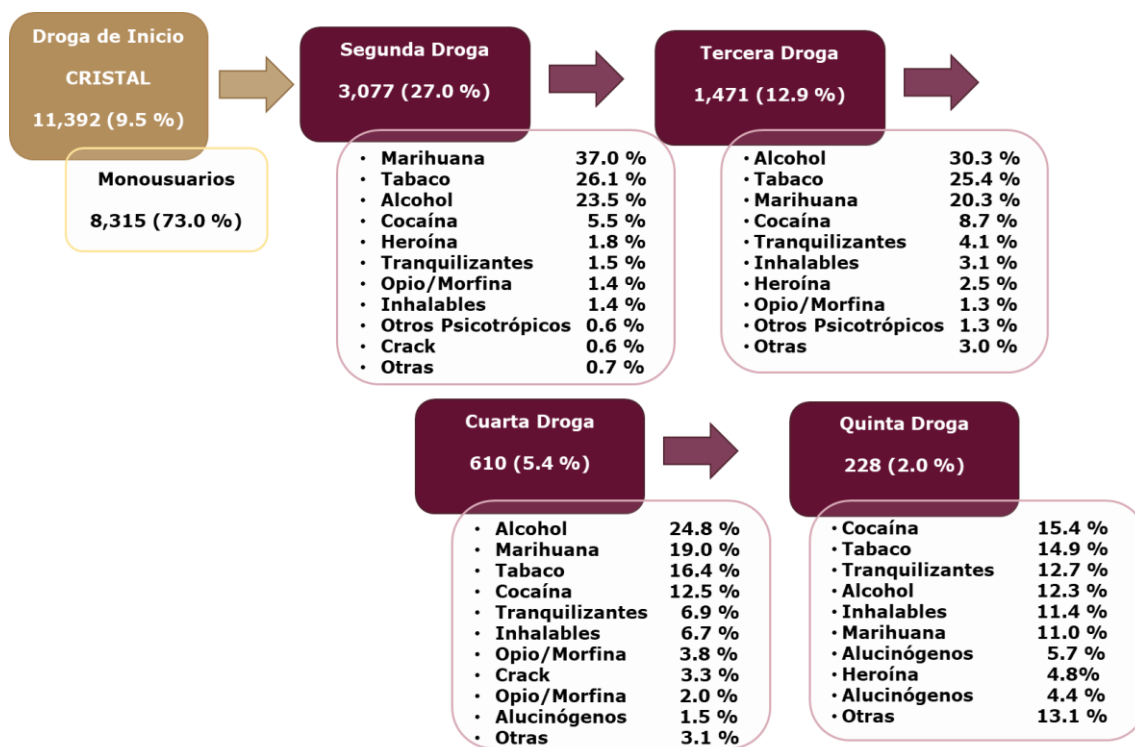 Droga de Inicio
CRISTAL
11,392 (9.5 %)
Monousuarios
8,315 (73.0 %)
Segunda Droga
3,077 (27.0 %)
· Marihuana 37.0 %
· Tabaco 26.1 %
· Alcohol 23.5 %
· Cocaína 5.5 %
· Heroína 1.8 %
· Tranquilizantes 1.5 %
· Opio/Morfina 1.4 %
· Inhalables 1.4 %
· Otros Psicotrópicos 0.6 %
· Crack 0.6 %
· Otras 0.7 %
Tercera Droga
1,471 (12.9 %)
· Alcohol 30.3 %
· Tabaco 25.4 %
· Marihuana 20.3 %
· Cocaína 8.7 %
· Tranquilizantes 4.1 %
· Inhalables 3.1 %
· Heroína 2.5 %
· Opio/Morfina 1.3 %
· Otros Psicotrópicos 1.3 %
· Otras 3.0 %
Cuarta Droga
610 (5.4 %)
· Alcohol 24.8 %
· Marihuana 19.0 %
· Tabaco 16.4 %
· Cocaína 12.5 %
· Tranquilizantes 6.9 %
· Inhalables 6.7 %
· Opio/Morfina 3.8 %
· Crack 3.3 %
· Opio/Morfina 2.0 %
· Alucinógenos 1.5 %
· Otras 3.1 %
Quinta Droga
228 (2.0 %)
· Cocaína 15.4 %
· Tabaco 14.9 %
· Tranquilizantes 12.7 %
· Alcohol 12.3 %
· Inhalables 11.4 %
· Marihuana 11.0 %
· Alucinógenos 5.7 %
· Heroína 4.8%
· Alucinógenos 4.4 %
· Otras 13.1 %